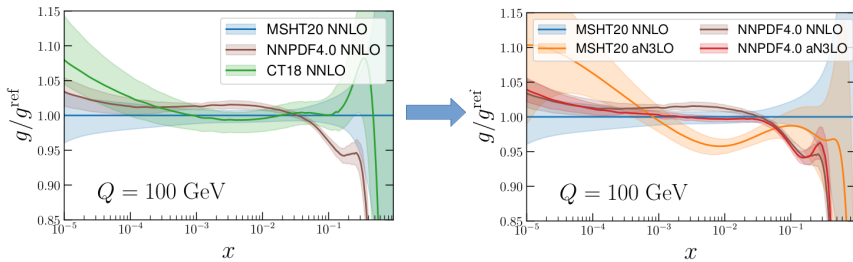 1.15
1.10
1.05
1.00
0.95
0.90
0.85
g/g^ref
MSHT20 NNLO
NNPDF4.0 NNLO
CT18 NNLO
Q = 100 GeV
10^−5
10^−4
10^−3
10^−2
10^−1
x
1.15
1.10
1.05
1.00
0.95
0.90
0.85
g/g^ref
MSHT20 NNLO
MSHT20 aN3LO
NNPDF4.0 NNLO
NNPDF4.0 aN3LO
Q = 100 GeV
10^−5
10^−4
10^−3
10^−2
10^−1
x